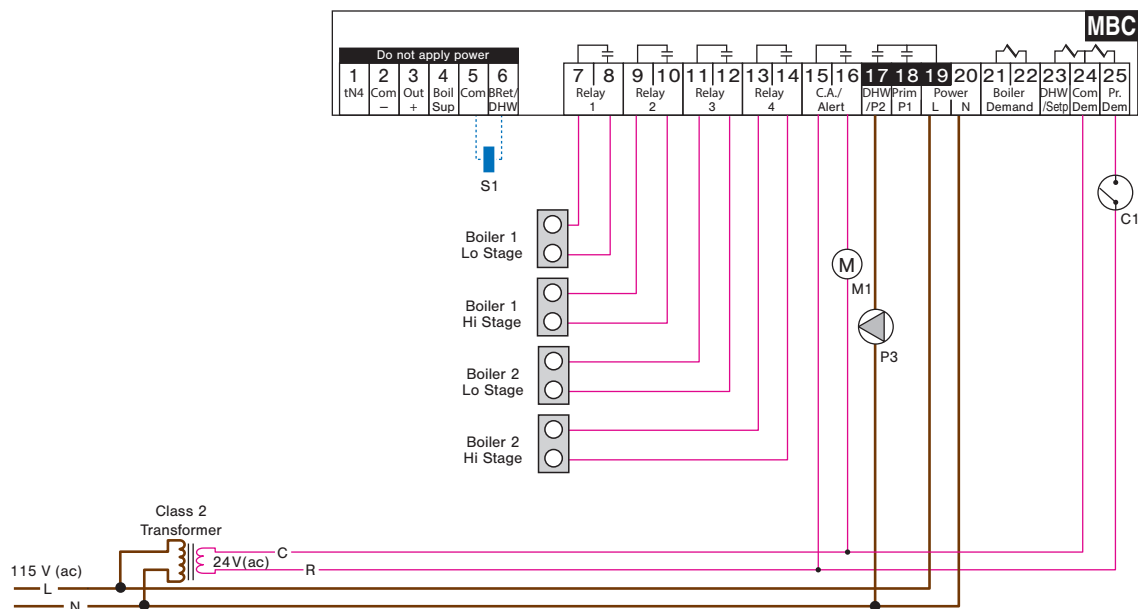 MBC
Do not apply power
1 2 3 4 5 6 7 8 9 10 11 12 13 14 15 16 17 18 19 20 21 22 23 24 25
tN4 Com Out Boil Com BRet/ Relay Relay Relay Relay C.A./ DHW Prim Power Boiler DHW Com Pr.
− + Sup DHW 1 2 3 4 Alert /P2 P1 L N Demand /Setp Dem Dem
S1
C1
Boiler 1
Lo Stage
M
M1
Boiler 1
Hi Stage
P3
Boiler 2
Lo Stage
Boiler 2
Hi Stage
Class 2
Transformer
24V(ac)
C
R
115 V (ac)
L
N